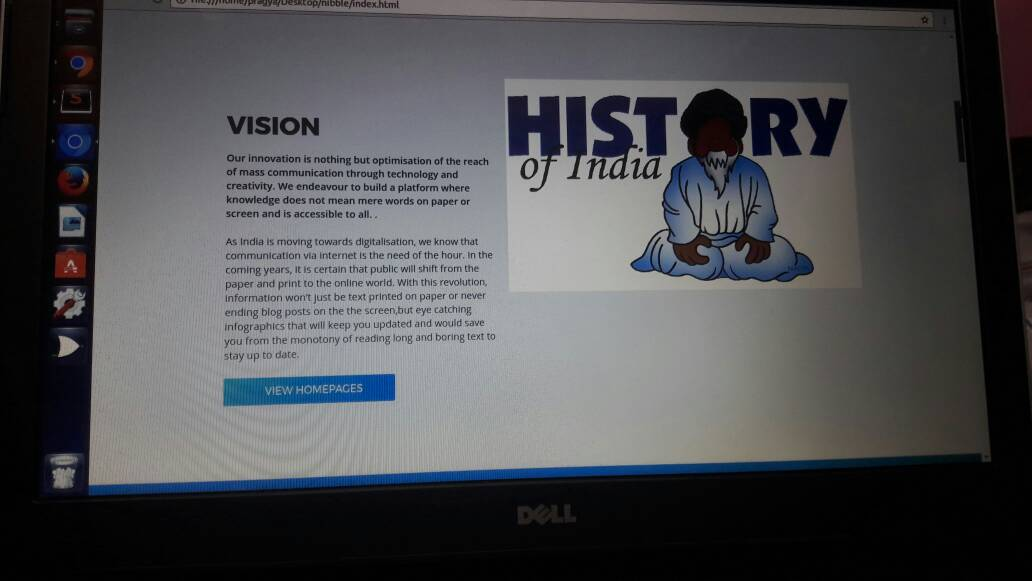 file:///home/pragya/Desktop/nibble/index.html
VISION
Our innovation is nothing but optimisation of the reach
of mass communication through technology and
creativity. We endeavour to build a platform where
knowledge does not mean mere words on paper or
screen and is accessible to all. .
As India is moving towards digitalisation, we know that
communication via internet is the need of the hour. In the
coming years, it is certain that public will shift from the
paper and print to the online world. With this revolution,
information won't just be text printed on paper or never
ending blog posts on the the screen,but eye catching
infographics that will keep you updated and would save
you from the monotony of reading long and boring text to
stay up to date.
VIEW HOMEPAGES
HISTORY
of India
DELL